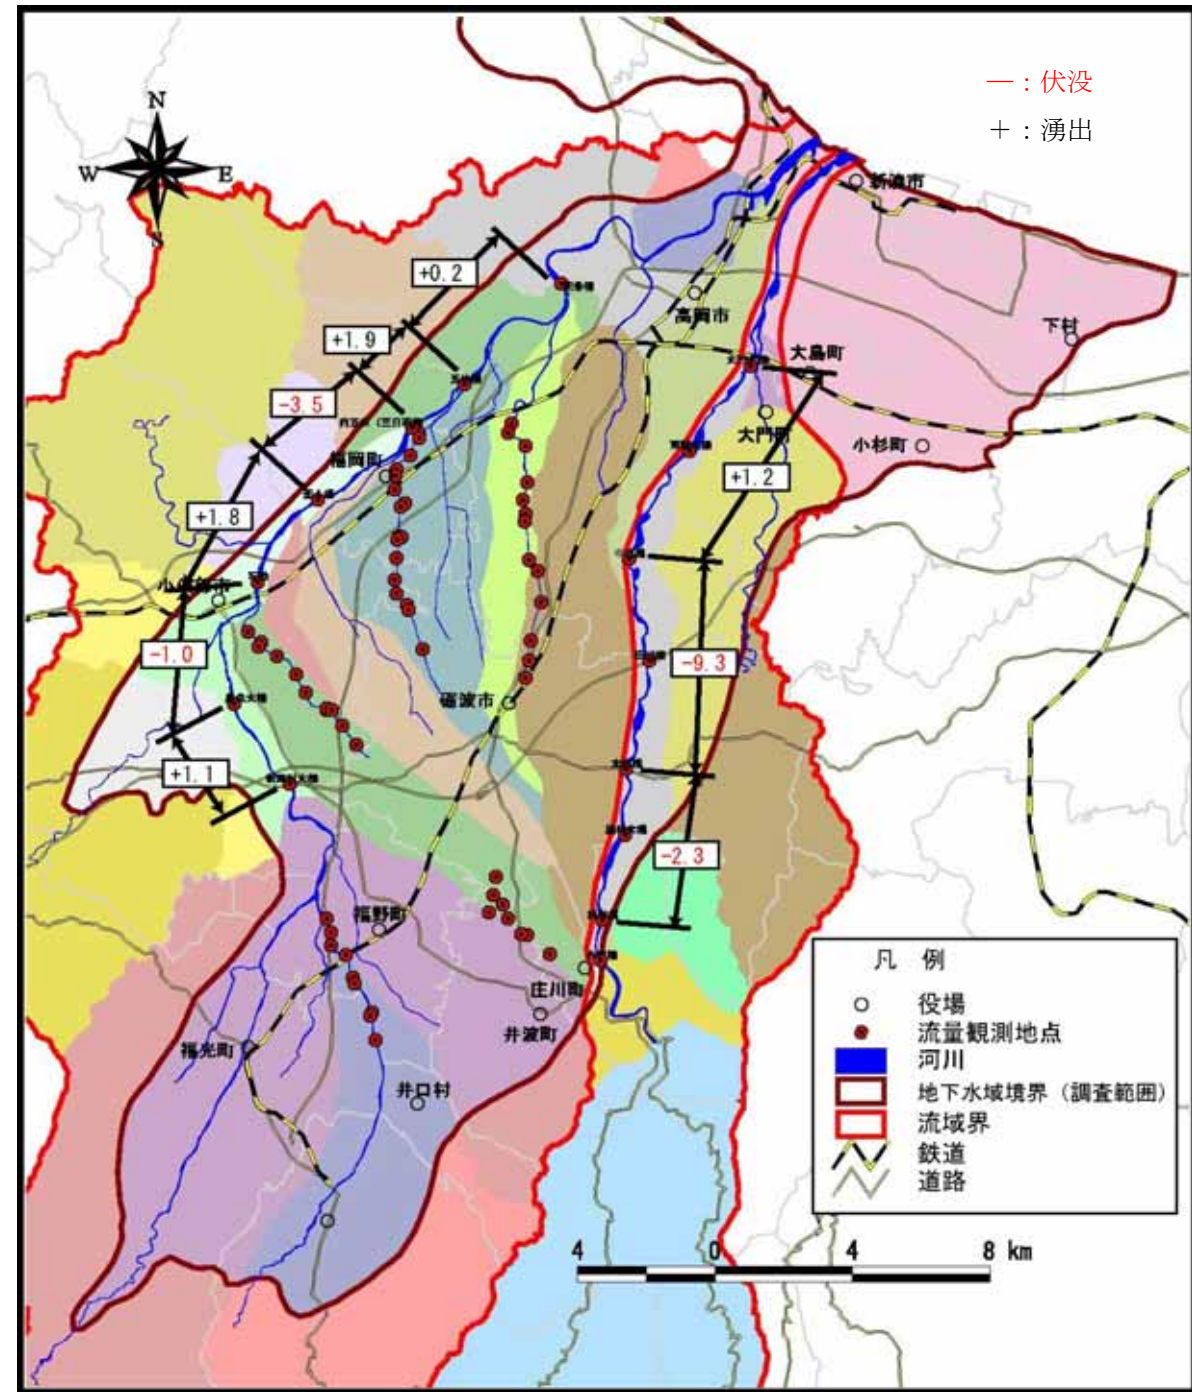 —：伏没
＋：湧出
N
W
E
S
新湊市
+0.2
高岡市
下村
+1.9
大島町
-3.5
大門町
小杉町
福岡町
+1.2
+1.8
小矢部市
-1.0
-9.3
砺波市
+1.1
-2.3
福野町
庄川町
井波町
福光町
井口村
凡 例
役場
流量観測地点
河川
地下水域境界（調査範囲）
流域界
鉄道
道路
4 0 4 8 km